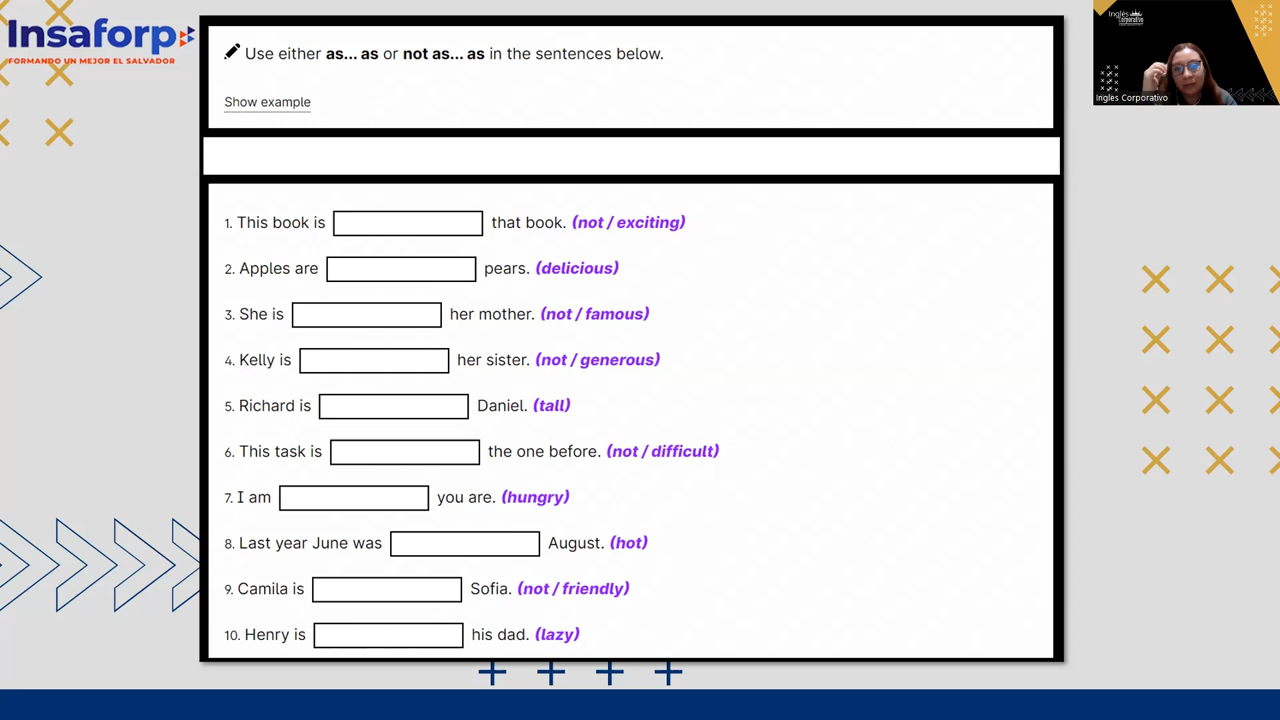 Insaforp
FORMANDO UN MEJOR EL SALVADOR
Use either as... as or not as... as in the sentences below.
Show example
1. This book is that book. (not / exciting)
2. Apples are pears. (delicious)
3. She is her mother. (not / famous)
4. Kelly is her sister. (not / generous)
5. Richard is Daniel. (tall)
6. This task is the one before. (not / difficult)
7. I am you are. (hungry)
8. Last year June was August. (hot)
9. Camila is Sofia. (not / friendly)
10. Henry is his dad. (lazy)
Inglés
Corporativo
Ingles Corporativo